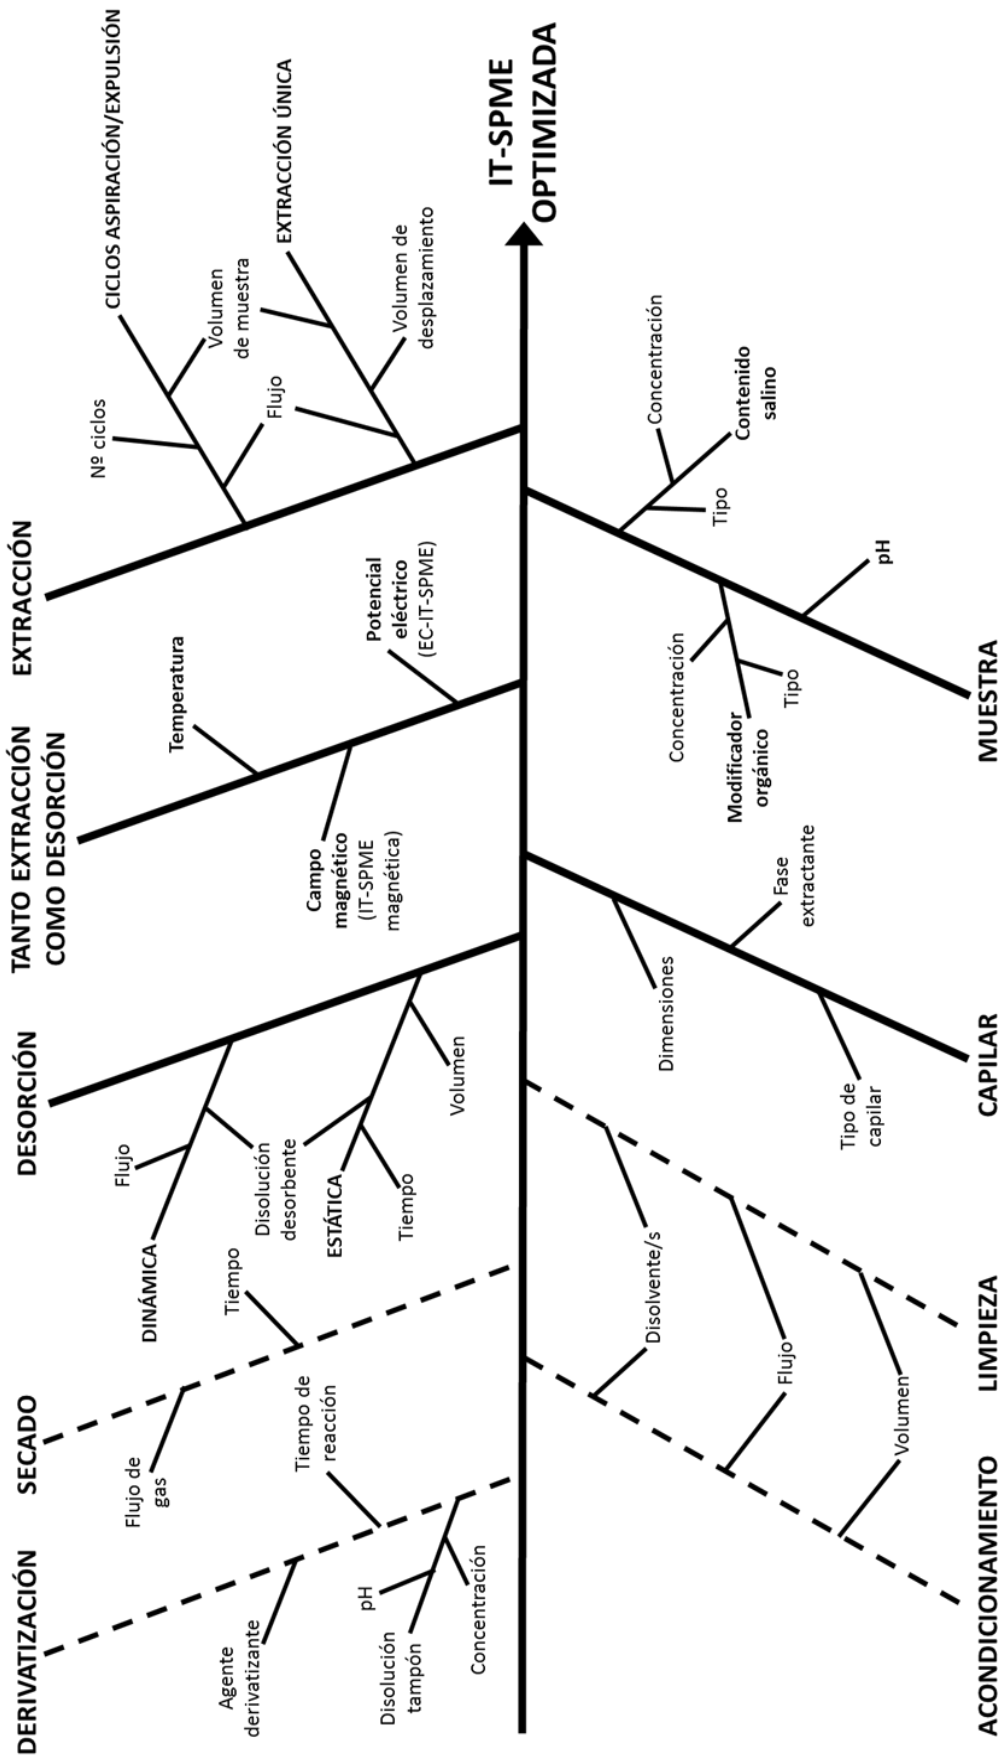 DERIVATIZACIÓN
SECADO
DESORCIÓN
TANTO EXTRACCIÓN
COMO DESORCIÓN
EXTRACCIÓN
Agente
derivatizante
Tiempo de
reacción
pH
Disolución
tampón
Concentración
Flujo de
gas
Tiempo
DINÁMICA
Flujo
Disolución
desorbente
ESTÁTICA
Tiempo
Volumen
Temperatura
Campo
magnético
(IT-SPME
magnética)
Potencial
eléctrico
(EC-IT-SPME)
CICLOS ASPIRACIÓN/EXPULSIÓN
Nº ciclos
Volumen
de muestra
Flujo
EXTRACCIÓN ÚNICA
Volumen de
desplazamiento
IT-SPME
OPTIMIZADA
Disolvente/s
Flujo
Volumen
Dimensiones
Fase
extractante
Tipo de
capilar
Concentración
Modificador
orgánico
Tipo
Concentración
Contenido
salino
Tipo
pH
ACONDICIONAMIENTO
LIMPIEZA
CAPILAR
MUESTRA